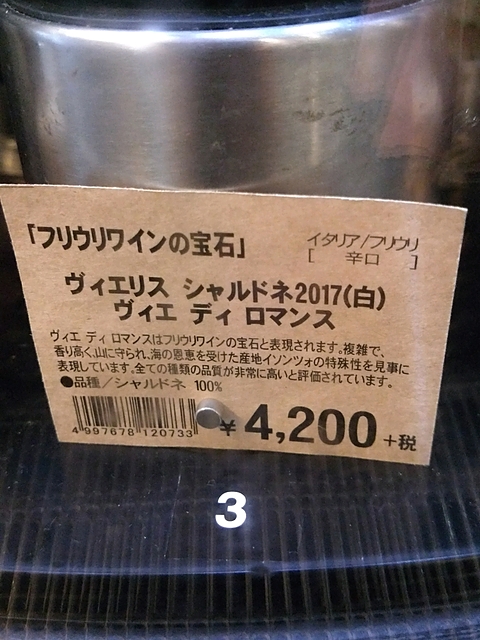 「フリウリワインの宝石」
イタリア/フリウリ
[ 辛口 ]
ヴィエリス シャルドネ2017(白)
ヴィエ ディ ロマンス
ヴィエ ディ ロマンスはフリウリワインの宝石と表現されます。複雑で、
香り高く、山に守られ、海の恩恵を受けた産地イソンツォの特殊性を見事に
表現しています。全ての種類の品質が非常に高いと評価されています。
●品種/シャルドネ 100%
4 997678 120733
¥4,200+税
3